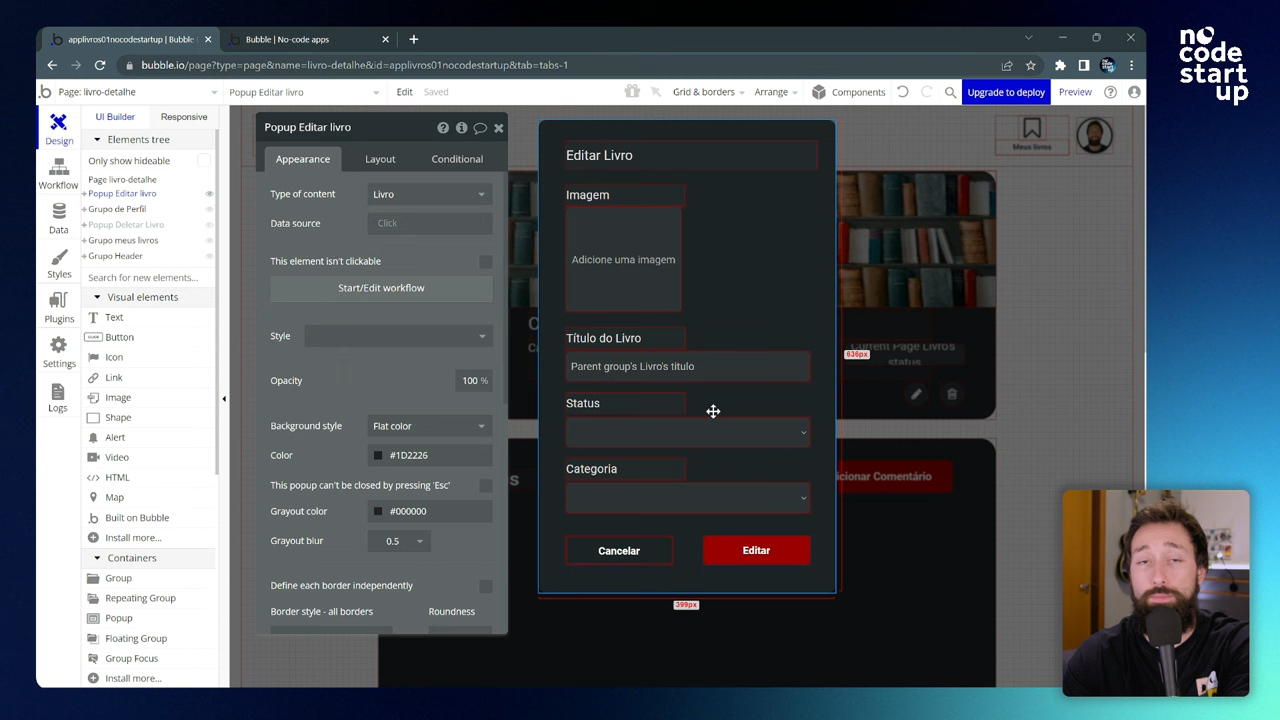 no
code
start
up
applivros01nocodestartup | Bubble
Bubble | No-code apps
bubble.io/page?type=page&name=livro-detalhe&id=applivros01nocodestartup&tab=tabs-1
Page: livro-detalhe
Popup Editar livro
Edit
Saved
Grid & borders
Arrange
Components
Upgrade to deploy
Preview
Design
Workflow
Data
Styles
Plugins
Settings
Logs
UI Builder
Responsive
Elements tree
Only show hideable
Page livro-detalhe
Popup Editar livro
Grupo de Perfil
Popup Deletar Livro
Grupo meus livros
Grupo Header
Search for new elements...
Visual elements
Text
Button
Icon
Link
Image
Shape
Alert
Video
HTML
Map
Built on Bubble
Install more...
Containers
Group
Repeating Group
Popup
Floating Group
Group Focus
Install more...
Popup Editar livro
Appearance
Layout
Conditional
Type of content
Livro
Data source
Click
This element isn't clickable
Start/Edit workflow
Style
Opacity
100 %
Background style
Flat color
Color
#1D2226
This popup can't be closed by pressing 'Esc'
Grayout color
#000000
Grayout blur
0.5
Define each border independently
Border style - all borders
Roundness
Editar Livro
Imagem
Adicione uma imagem
Título do Livro
Parent group's Livro's titulo
Status
Categoria
Cancelar
Editar
399px
636px
Meus livros
Current Page Livro's
status
icionar Comentário